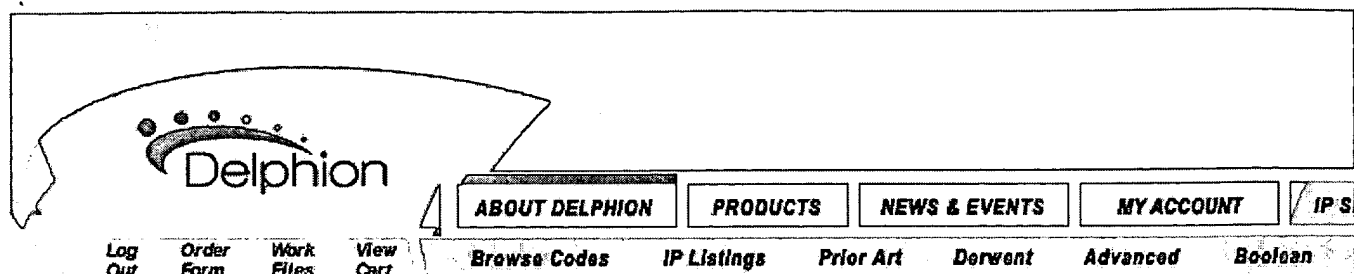 Delphion
ABOUT DELPHION PRODUCTS NEWS & EVENTS MY ACCOUNT IP S
Log Out Order Form Work Files View Cart Browse Codes IP Listings Prior Art Derwent Advanced Boolean